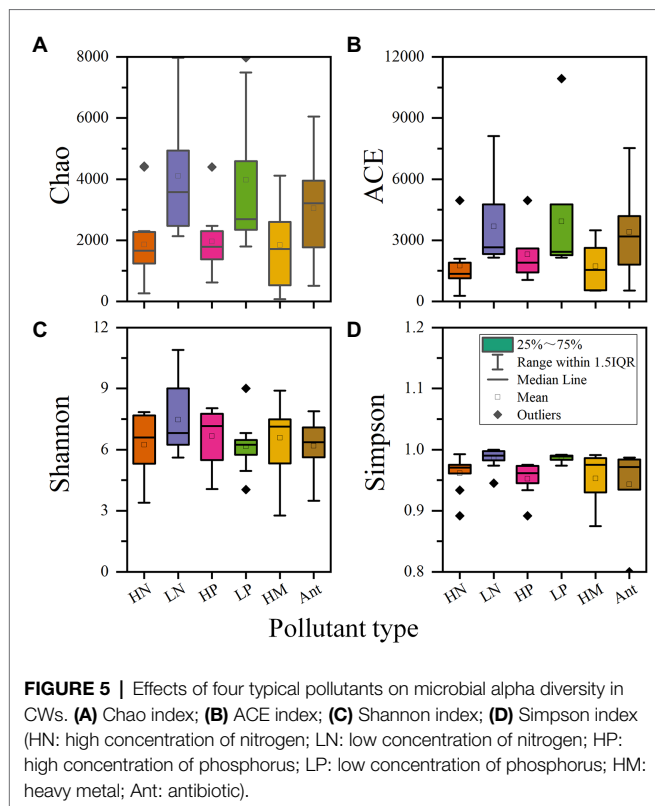 A
B
8000
6000
4000
2000
0
Chao
12000
9000
6000
3000
0
ACE
C
D
12
9
6
3
0
Shannon
1.2
1.1
1.0
0.9
0.8
Simpson
25%~75%
Range within 1.5IQR
Median Line
Mean
Outliers
HN LN HP LP HM Ant
HN LN HP LP HM Ant
Pollutant type
FIGURE 5 | Effects of four typical pollutants on microbial alpha diversity in
CWs. (A) Chao index; (B) ACE index; (C) Shannon index; (D) Simpson index
(HN: high concentration of nitrogen; LN: low concentration of nitrogen; HP:
high concentration of phosphorus; LP: low concentration of phosphorus; HM:
heavy metal; Ant: antibiotic).